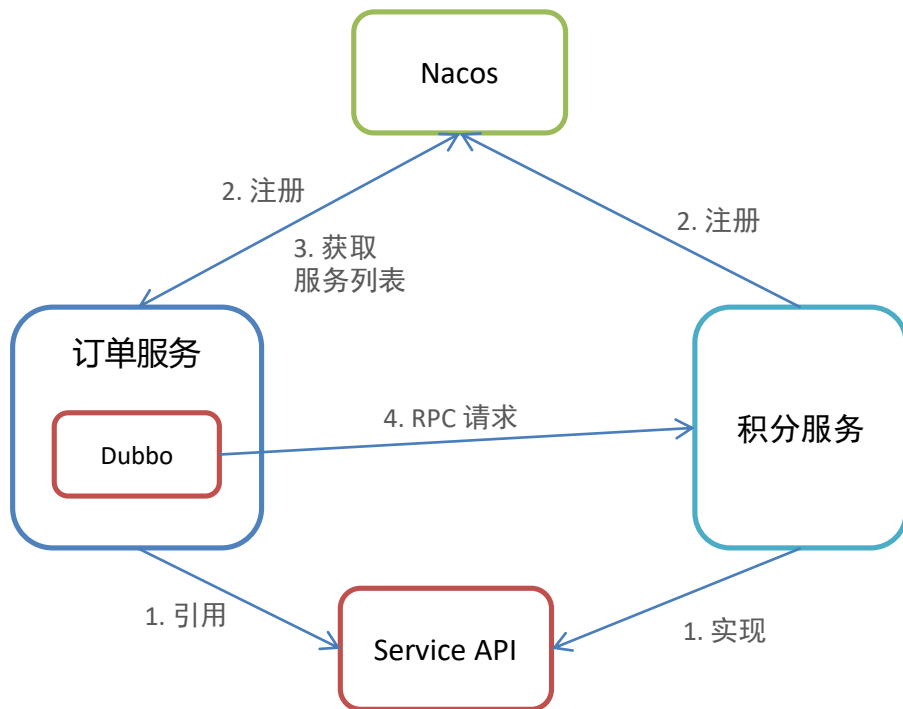 Nacos
2. 注册
2. 注册
3. 获取
服务列表
订单服务
4. RPC 请求
积分服务
Dubbo
1. 引用
1. 实现
Service API